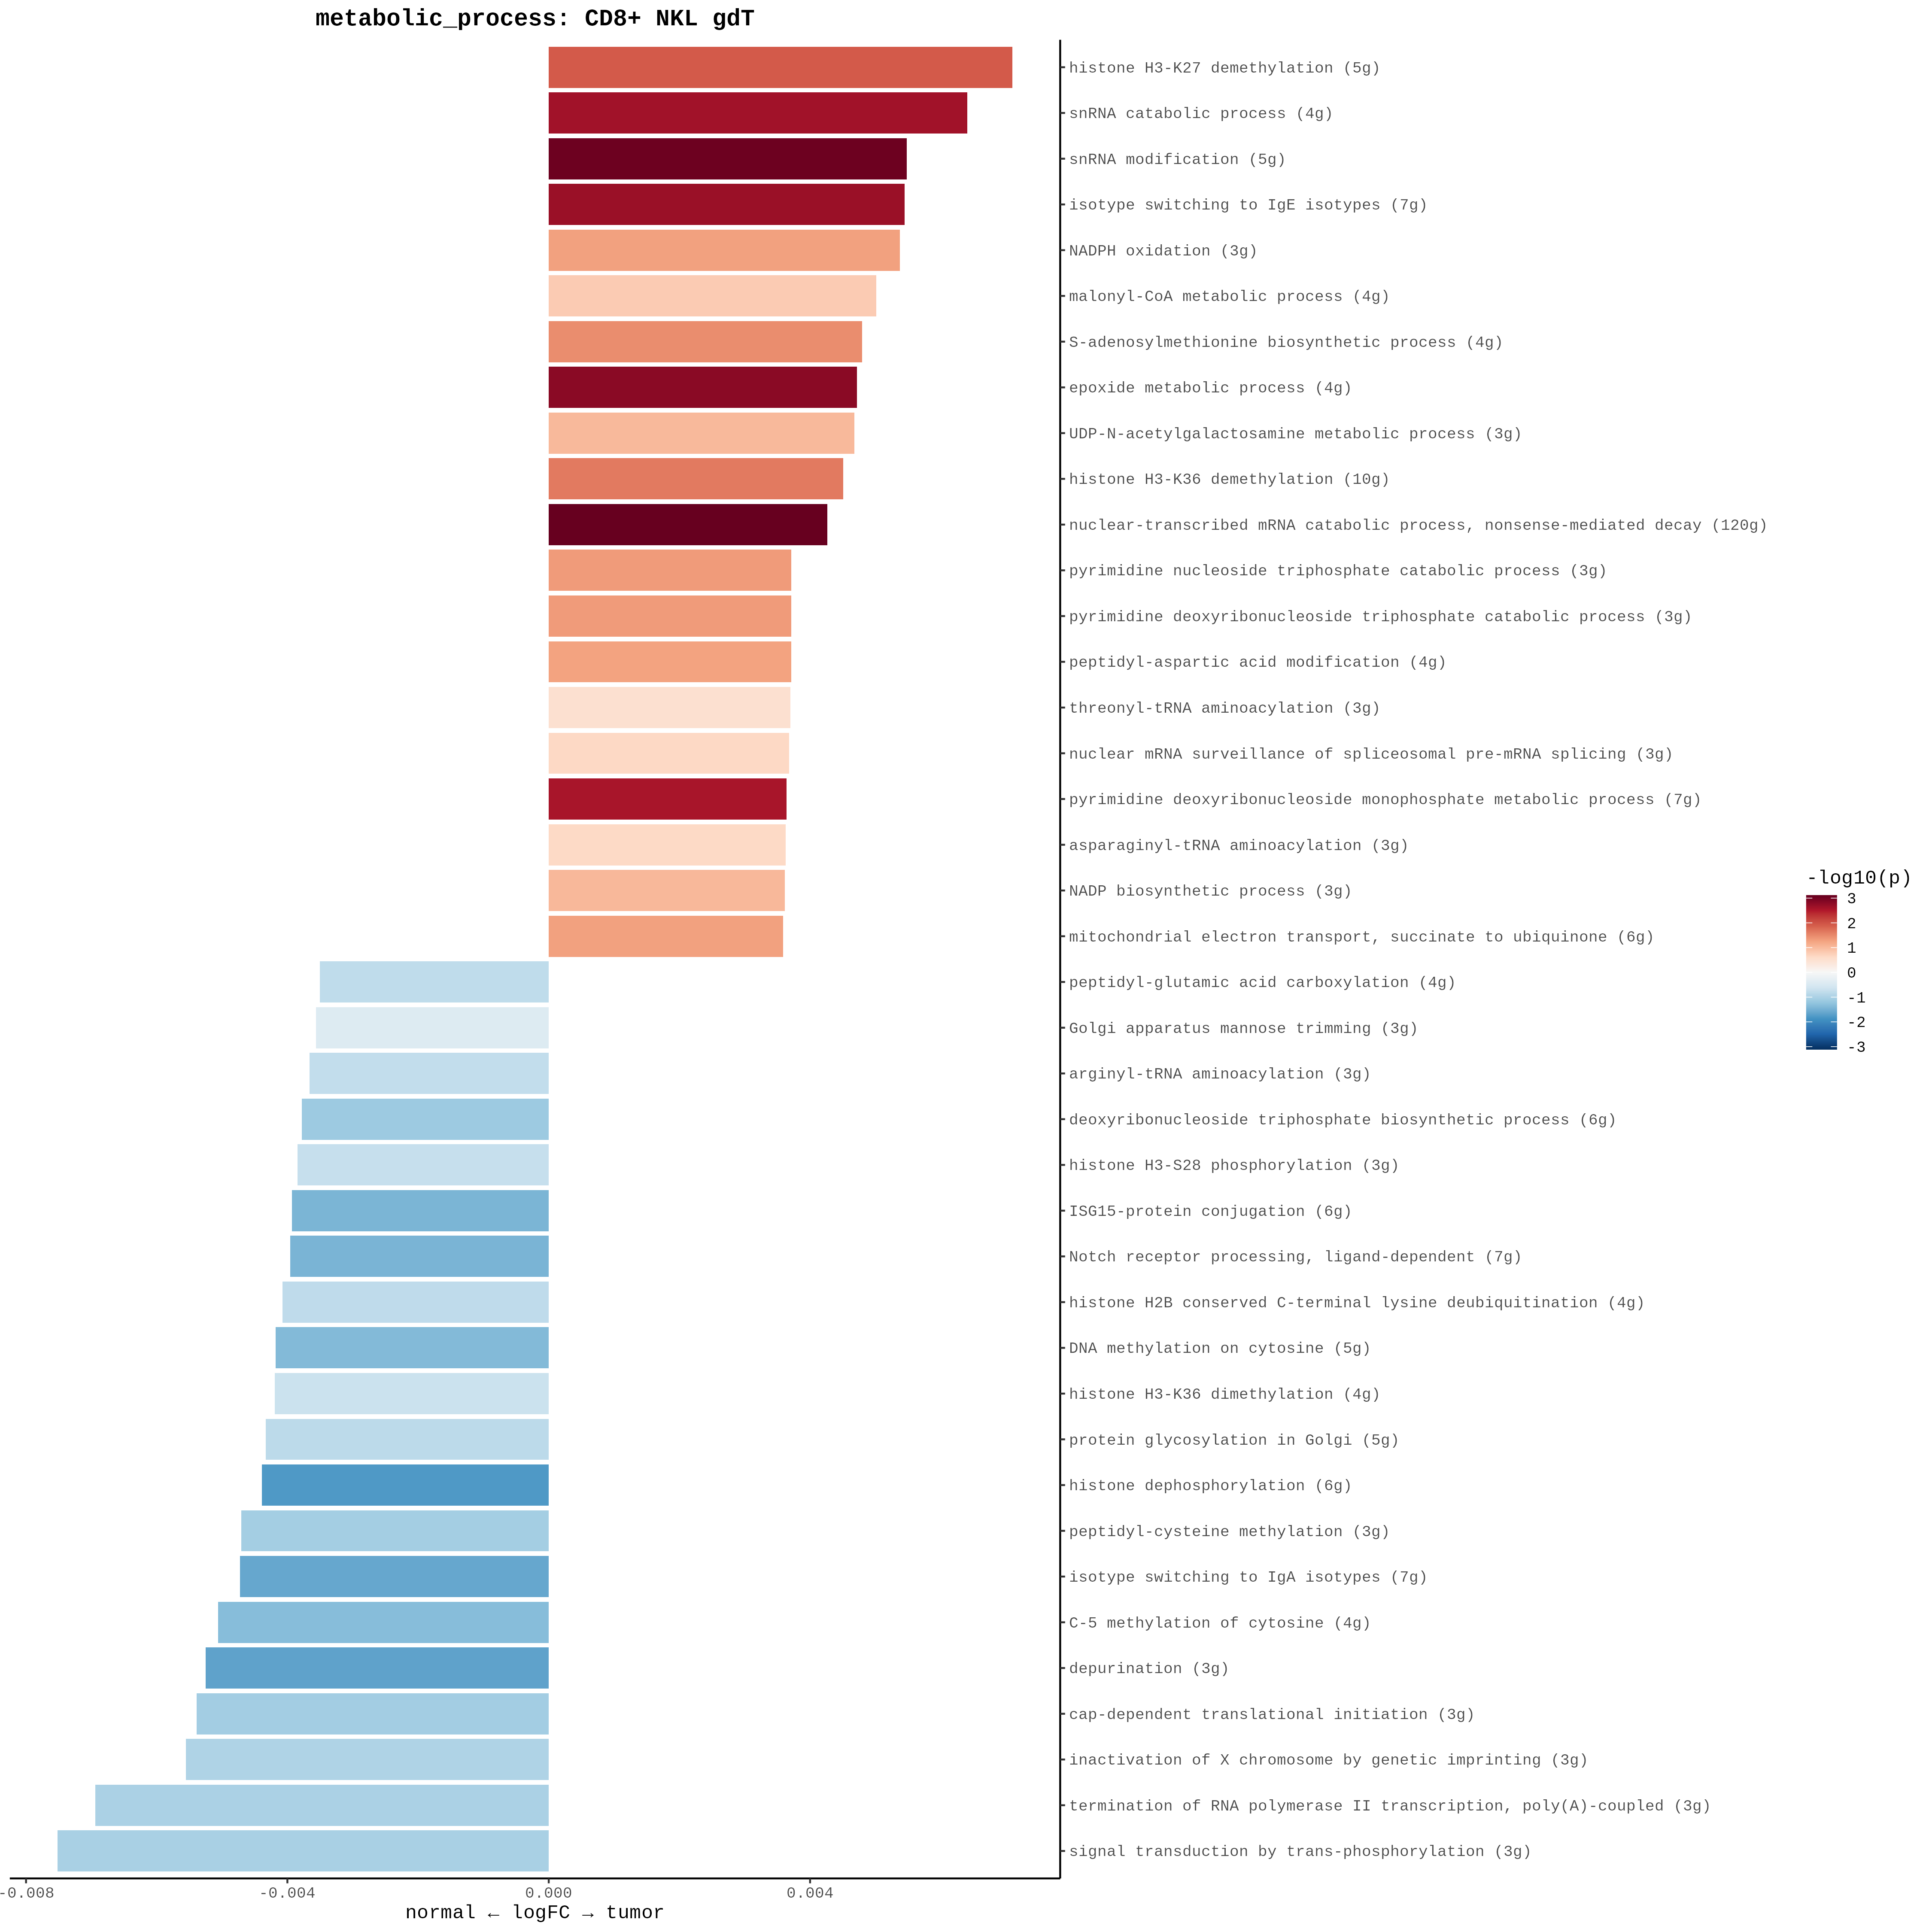 metabolic_process: CD8+ NKL gdT
histone H3-K27 demethylation (5g)
snRNA catabolic process (4g)
snRNA modification (5g)
isotype switching to IgE isotypes (7g)
NADPH oxidation (3g)
malonyl-CoA metabolic process (4g)
S-adenosylmethionine biosynthetic process (4g)
epoxide metabolic process (4g)
UDP-N-acetylgalactosamine metabolic process (3g)
histone H3-K36 demethylation (10g)
nuclear-transcribed mRNA catabolic process, nonsense-mediated decay (120g)
pyrimidine nucleoside triphosphate catabolic process (3g)
pyrimidine deoxyribonucleoside triphosphate catabolic process (3g)
peptidyl-aspartic acid modification (4g)
threonyl-tRNA aminoacylation (3g)
nuclear mRNA surveillance of spliceosomal pre-mRNA splicing (3g)
pyrimidine deoxyribonucleoside monophosphate metabolic process (7g)
asparaginyl-tRNA aminoacylation (3g)
NADP biosynthetic process (3g)
mitochondrial electron transport, succinate to ubiquinone (6g)
peptidyl-glutamic acid carboxylation (4g)
Golgi apparatus mannose trimming (3g)
arginyl-tRNA aminoacylation (3g)
deoxyribonucleoside triphosphate biosynthetic process (6g)
histone H3-S28 phosphorylation (3g)
ISG15-protein conjugation (6g)
Notch receptor processing, ligand-dependent (7g)
histone H2B conserved C-terminal lysine deubiquitination (4g)
DNA methylation on cytosine (5g)
histone H3-K36 dimethylation (4g)
protein glycosylation in Golgi (5g)
histone dephosphorylation (6g)
peptidyl-cysteine methylation (3g)
isotype switching to IgA isotypes (7g)
C-5 methylation of cytosine (4g)
depurination (3g)
cap-dependent translational initiation (3g)
inactivation of X chromosome by genetic imprinting (3g)
termination of RNA polymerase II transcription, poly(A)-coupled (3g)
signal transduction by trans-phosphorylation (3g)
-0.008 -0.004 0.000 0.004
normal ← logFC → tumor
-log10(p)
3
2
1
0
-1
-2
-3